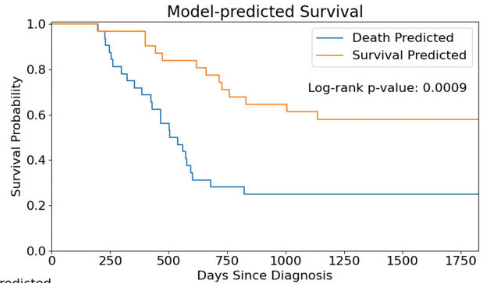 Model-predicted Survival
Death Predicted
Survival Predicted
Log-rank p-value: 0.0009
Survival Probability
1.0
0.8
0.6
0.4
0.2
0.0
0 250 500 750 1000 1250 1500 1750
Days Since Diagnosis
redicted